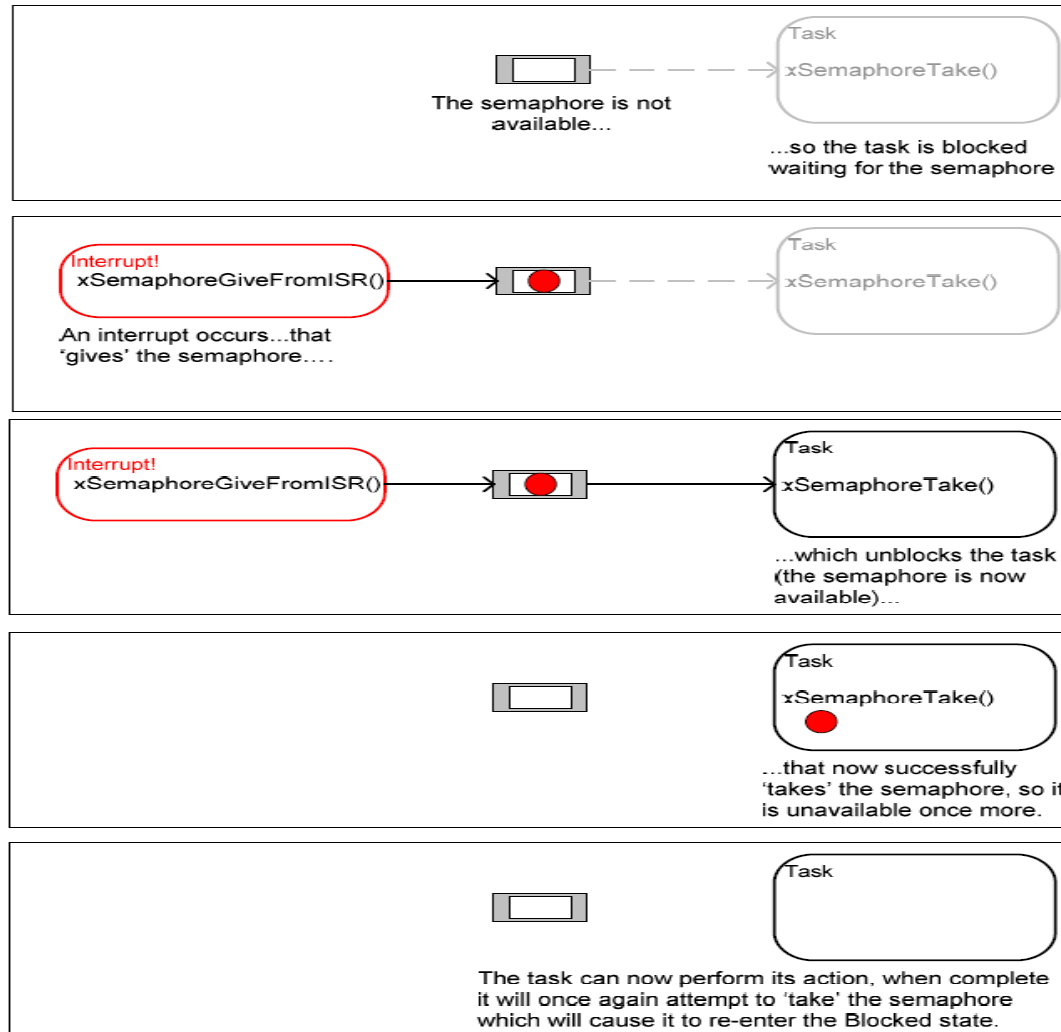 Task
xSemaphoreTake()
The semaphore is not
available...
...so the task is blocked
waiting for the semaphore
Interrupt!
xSemaphoreGiveFromISR()
Task
xSemaphoreTake()
An interrupt occurs...that
‘gives’ the semaphore....
Interrupt!
xSemaphoreGiveFromISR()
Task
xSemaphoreTake()
...which unblocks the task
(the semaphore is now
available)...
Task
xSemaphoreTake()
...that now successfully
‘takes’ the semaphore, so it
is unavailable once more.
Task
The task can now perform its action, when complete
it will once again attempt to ‘take’ the semaphore
which will cause it to re-enter the Blocked state.